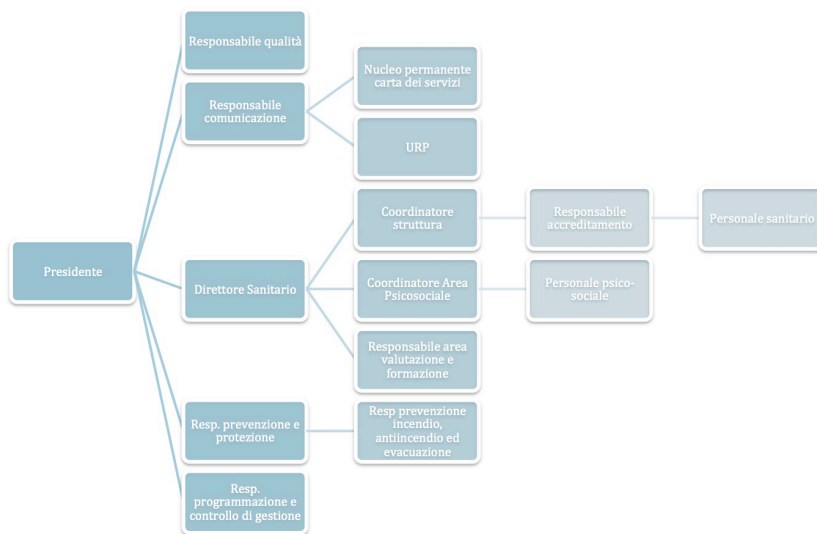 Responsabile qualità
Responsabile
comunicazione
Nucleo permanente
carta dei servizi
URP
Presidente
Direttore Sanitario
Coordinatore
struttura
Responsabile
accreditamento
Personale sanitario
Coordinatore Area
Psicosociale
Personale psico-
sociale
Responsabile area
valutazione e
formazione
Resp. prevenzione e
protezione
Resp prevenzione
incendio,
antiincendio ed
evacuazione
Resp.
programmazione e
controllo di gestione